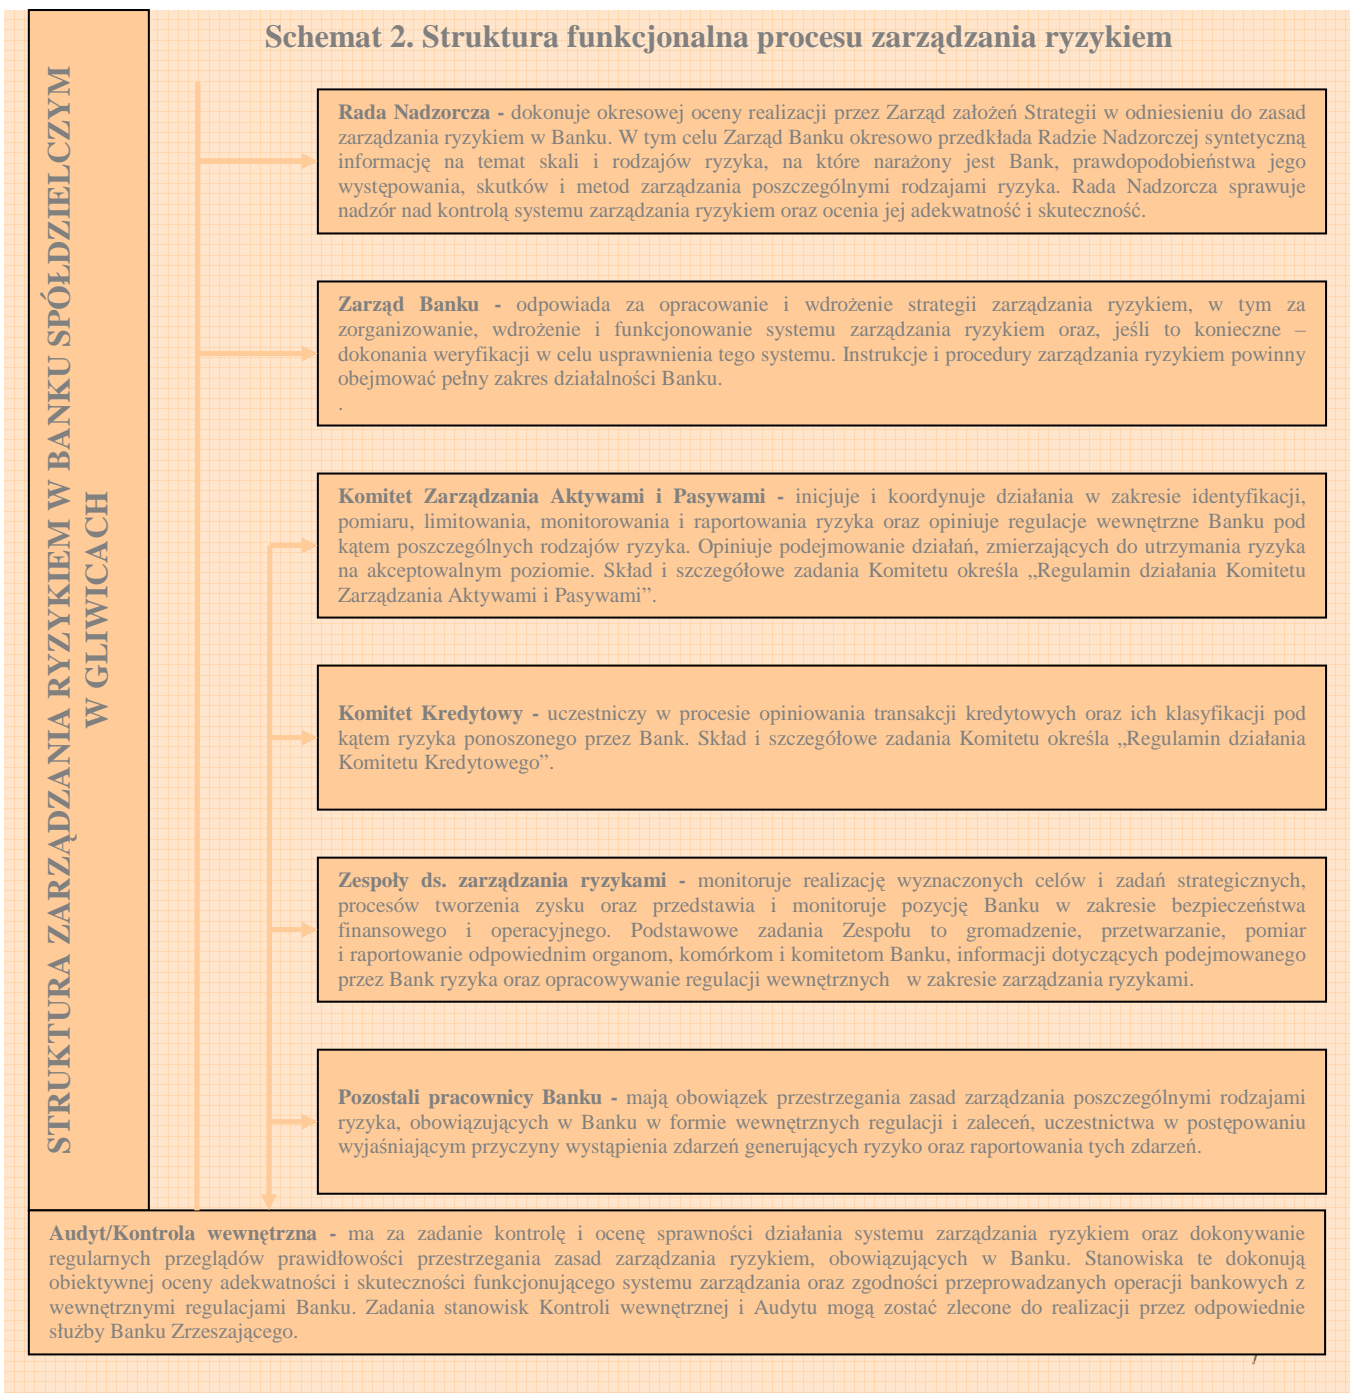 Schemat 2. Struktura funkcjonalna procesu zarządzania ryzykiem
STRUKTURA ZARZĄDZANIA RYZYKIEM W BANKU SPÓŁDZIELCZYM
W GLIWICACH
Rada Nadzorcza - dokonuje okresowej oceny realizacji przez Zarząd założeń Strategii w odniesieniu do zasad
zarządzania ryzykiem w Banku. W tym celu Zarząd Banku okresowo przedkłada Radzie Nadzorczej syntetyczną
informację na temat skali i rodzajów ryzyka, na które narażony jest Bank, prawdopodobieństwa jego
występowania, skutków i metod zarządzania poszczególnymi rodzajami ryzyka. Rada Nadzorcza sprawuje
nadzór nad kontrolą systemu zarządzania ryzykiem oraz ocenia jej adekwatność i skuteczność.
Zarząd Banku - odpowiada za opracowanie i wdrożenie strategii zarządzania ryzykiem, w tym za
zorganizowanie, wdrożenie i funkcjonowanie systemu zarządzania ryzykiem oraz, jeśli to konieczne –
dokonania weryfikacji w celu usprawnienia tego systemu. Instrukcje i procedury zarządzania ryzykiem powinny
obejmować pełny zakres działalności Banku.
.
Komitet Zarządzania Aktywami i Pasywami - inicjuje i koordynuje działania w zakresie identyfikacji,
pomiaru, limitowania, monitorowania i raportowania ryzyka oraz opiniuje regulacje wewnętrzne Banku pod
kątem poszczególnych rodzajów ryzyka. Opiniuje podejmowanie działań, zmierzających do utrzymania ryzyka
na akceptowalnym poziomie. Skład i szczegółowe zadania Komitetu określa „Regulamin działania Komitetu
Zarządzania Aktywami i Pasywami”.
Komitet Kredytowy - uczestniczy w procesie opiniowania transakcji kredytowych oraz ich klasyfikacji pod
kątem ryzyka ponoszonego przez Bank. Skład i szczegółowe zadania Komitetu określa „Regulamin działania
Komitetu Kredytowego”.
Zespoły ds. zarządzania ryzykami - monitoruje realizację wyznaczonych celów i zadań strategicznych,
procesów tworzenia zysku oraz przedstawia i monitoruje pozycję Banku w zakresie bezpieczeństwa
finansowego i operacyjnego. Podstawowe zadania Zespołu to gromadzenie, przetwarzanie, pomiar
i raportowanie odpowiednim organom, komórkom i komitetom Banku, informacji dotyczących podejmowanego
przez Bank ryzyka oraz opracowywanie regulacji wewnętrznych w zakresie zarządzania ryzykami.
Pozostali pracownicy Banku - mają obowiązek przestrzegania zasad zarządzania poszczególnymi rodzajami
ryzyka, obowiązujących w Banku w formie wewnętrznych regulacji i zaleceń, uczestnictwa w postępowaniu
wyjaśniającym przyczyny wystąpienia zdarzeń generujących ryzyko oraz raportowania tych zdarzeń.
Audyt/Kontrola wewnętrzna - ma za zadanie kontrolę i ocenę sprawności działania systemu zarządzania ryzykiem oraz dokonywanie
regularnych przeglądów prawidłowości przestrzegania zasad zarządzania ryzykiem, obowiązujących w Banku. Stanowiska te dokonują
obiektywnej oceny adekwatności i skuteczności funkcjonującego systemu zarządzania oraz zgodności przeprowadzanych operacji bankowych z
wewnętrznymi regulacjami Banku. Zadania stanowisk Kontroli wewnętrznej i Audytu mogą zostać zlecone do realizacji przez odpowiednie
służby Banku Zrzeszającego.